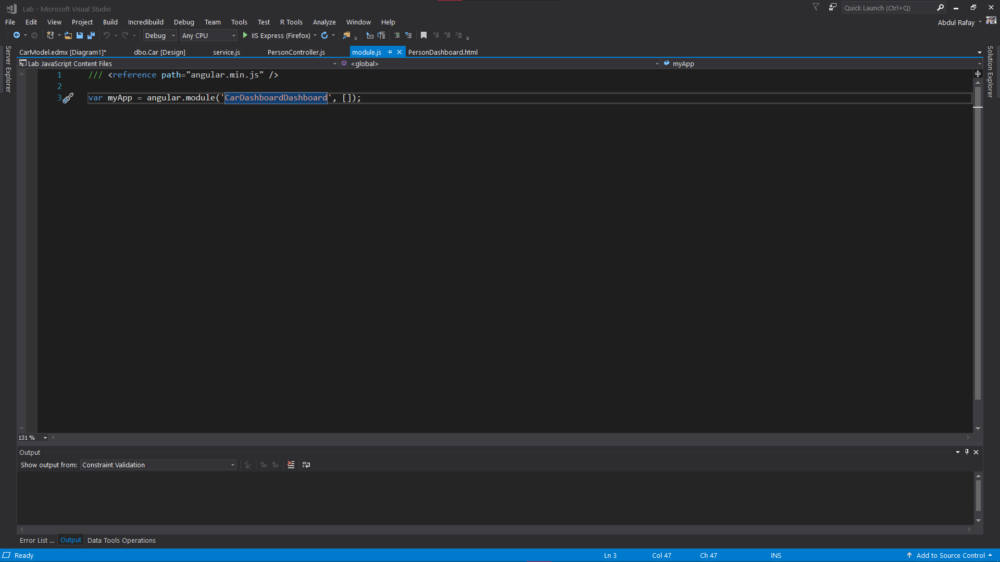 Lab - Microsoft Visual Studio
Quick Launch (Ctrl+Q)
File Edit View Project Build Incredibuild Debug Team Tools Test R Tools Analyze Window Help
Abdul Rafay
Debug Any CPU IIS Express (Firefox)
Server Explorer
CarModel.edmx [Diagram1]* dbo.Car [Design] service.js PersonController.js module.js PersonDashboard.html
Solution Explorer
Lab JavaScript Content Files <global> myApp
1 /// <reference path="angular.min.js" />
2
3 var myApp = angular.module('CarDashboardDashboard', []);
131 %
Output
Show output from: Constraint Validation
Error List ... Output Data Tools Operations
Ready Ln 3 Col 47 Ch 47 INS Add to Source Control